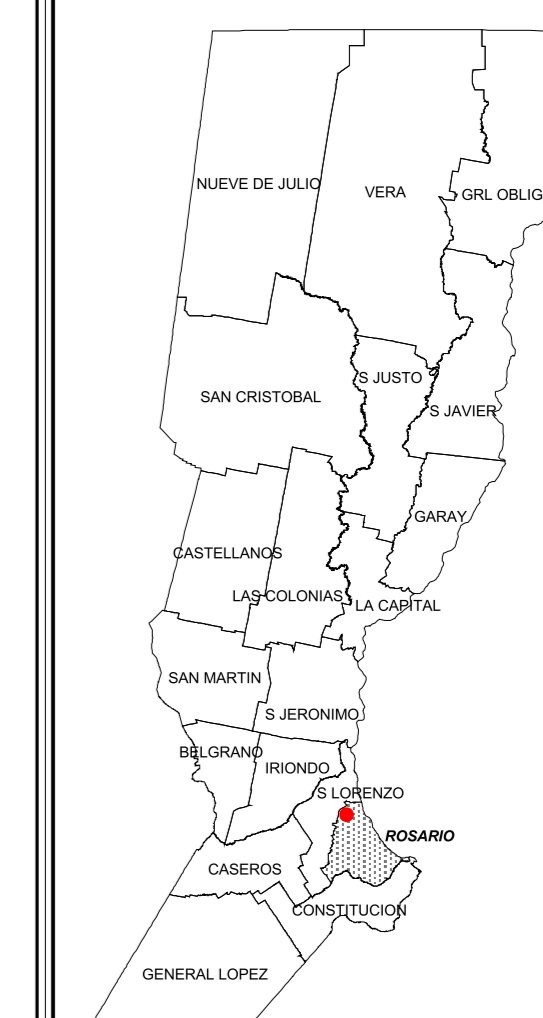 NUEVE DE JULIO
VERA
GRL OBLIG
SAN CRISTOBAL
S JUSTO
S JAVIER
GARAY
CASTELLANOS
LAS COLONIAS
LA CAPITAL
SAN MARTIN
S JERONIMO
BELGRANO
IRIONDO
S LORENZO
ROSARIO
CASEROS
CONSTITUCION
GENERAL LOPEZ